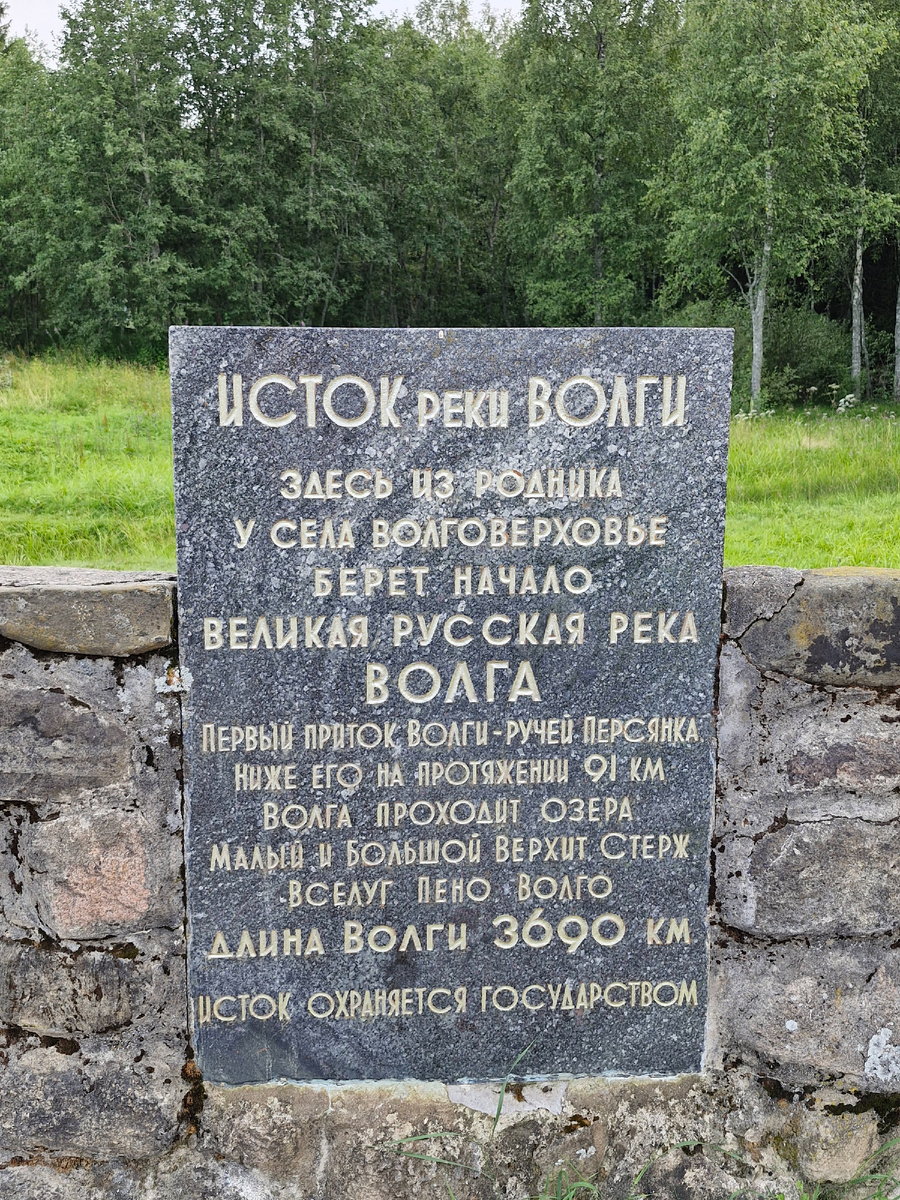 ИСТОК РЕКИ ВОЛГИ
ЗДЕСЬ ИЗ РОДНИКА
У СЕЛА ВОЛГОВЕРХОВЬЕ
БЕРЕТ НАЧАЛО
ВЕЛИКАЯ РУССКАЯ РЕКА
ВОЛГА
ПЕРВЫЙ ПРИТОК ВОЛГИ-РУЧЕЙ ПЕРСЯНКА
НИЖЕ ЕГО НА ПРОТЯЖЕНИИ 91 КМ
ВОЛГА ПРОХОДИТ ОЗЕРА
МАЛЫЙ И БОЛЬШОЙ ВЕРХИТ СТЕРЖ
ВСЕЛУГ ПЕНО ВОЛГО
ДЛИНА ВОЛГИ 3690 КМ
ИСТОК ОХРАНЯЕТСЯ ГОСУДАРСТВОМ